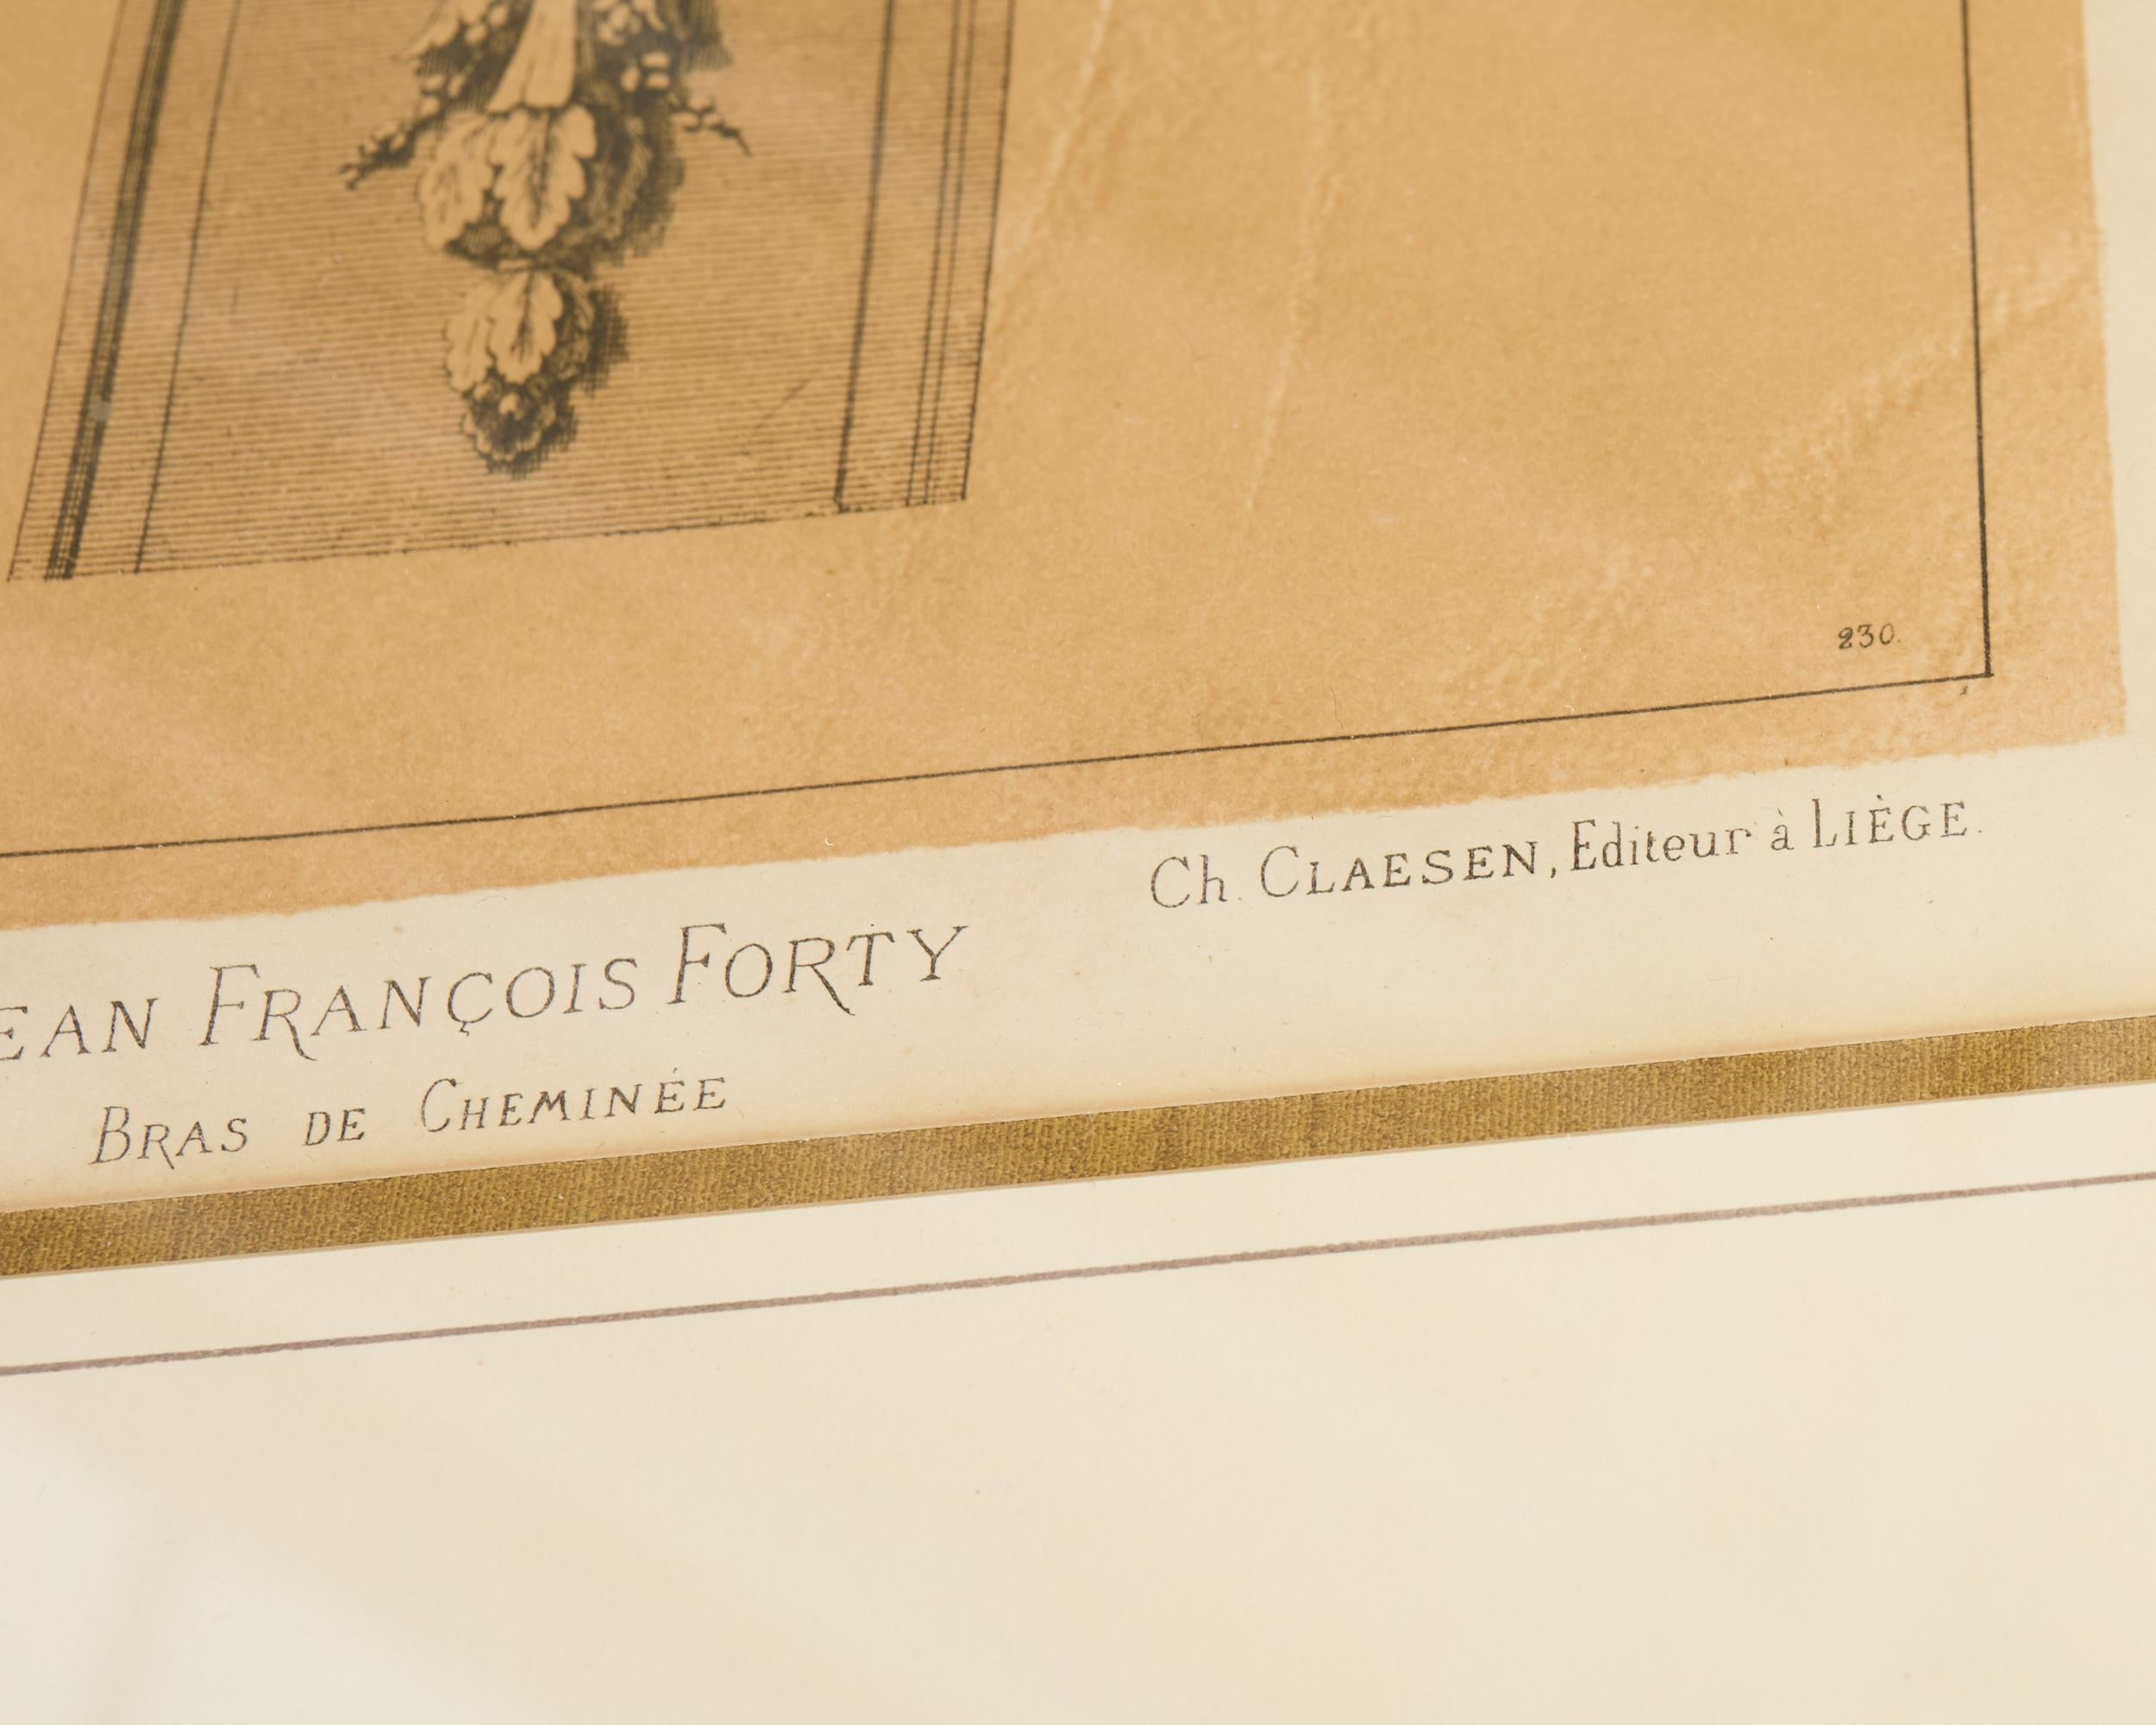 230.
Ch. CLAESEN, Editeur à LIÈGE.
EAN FRANÇOIS FORTY
BRAS DE CHEMINÉE